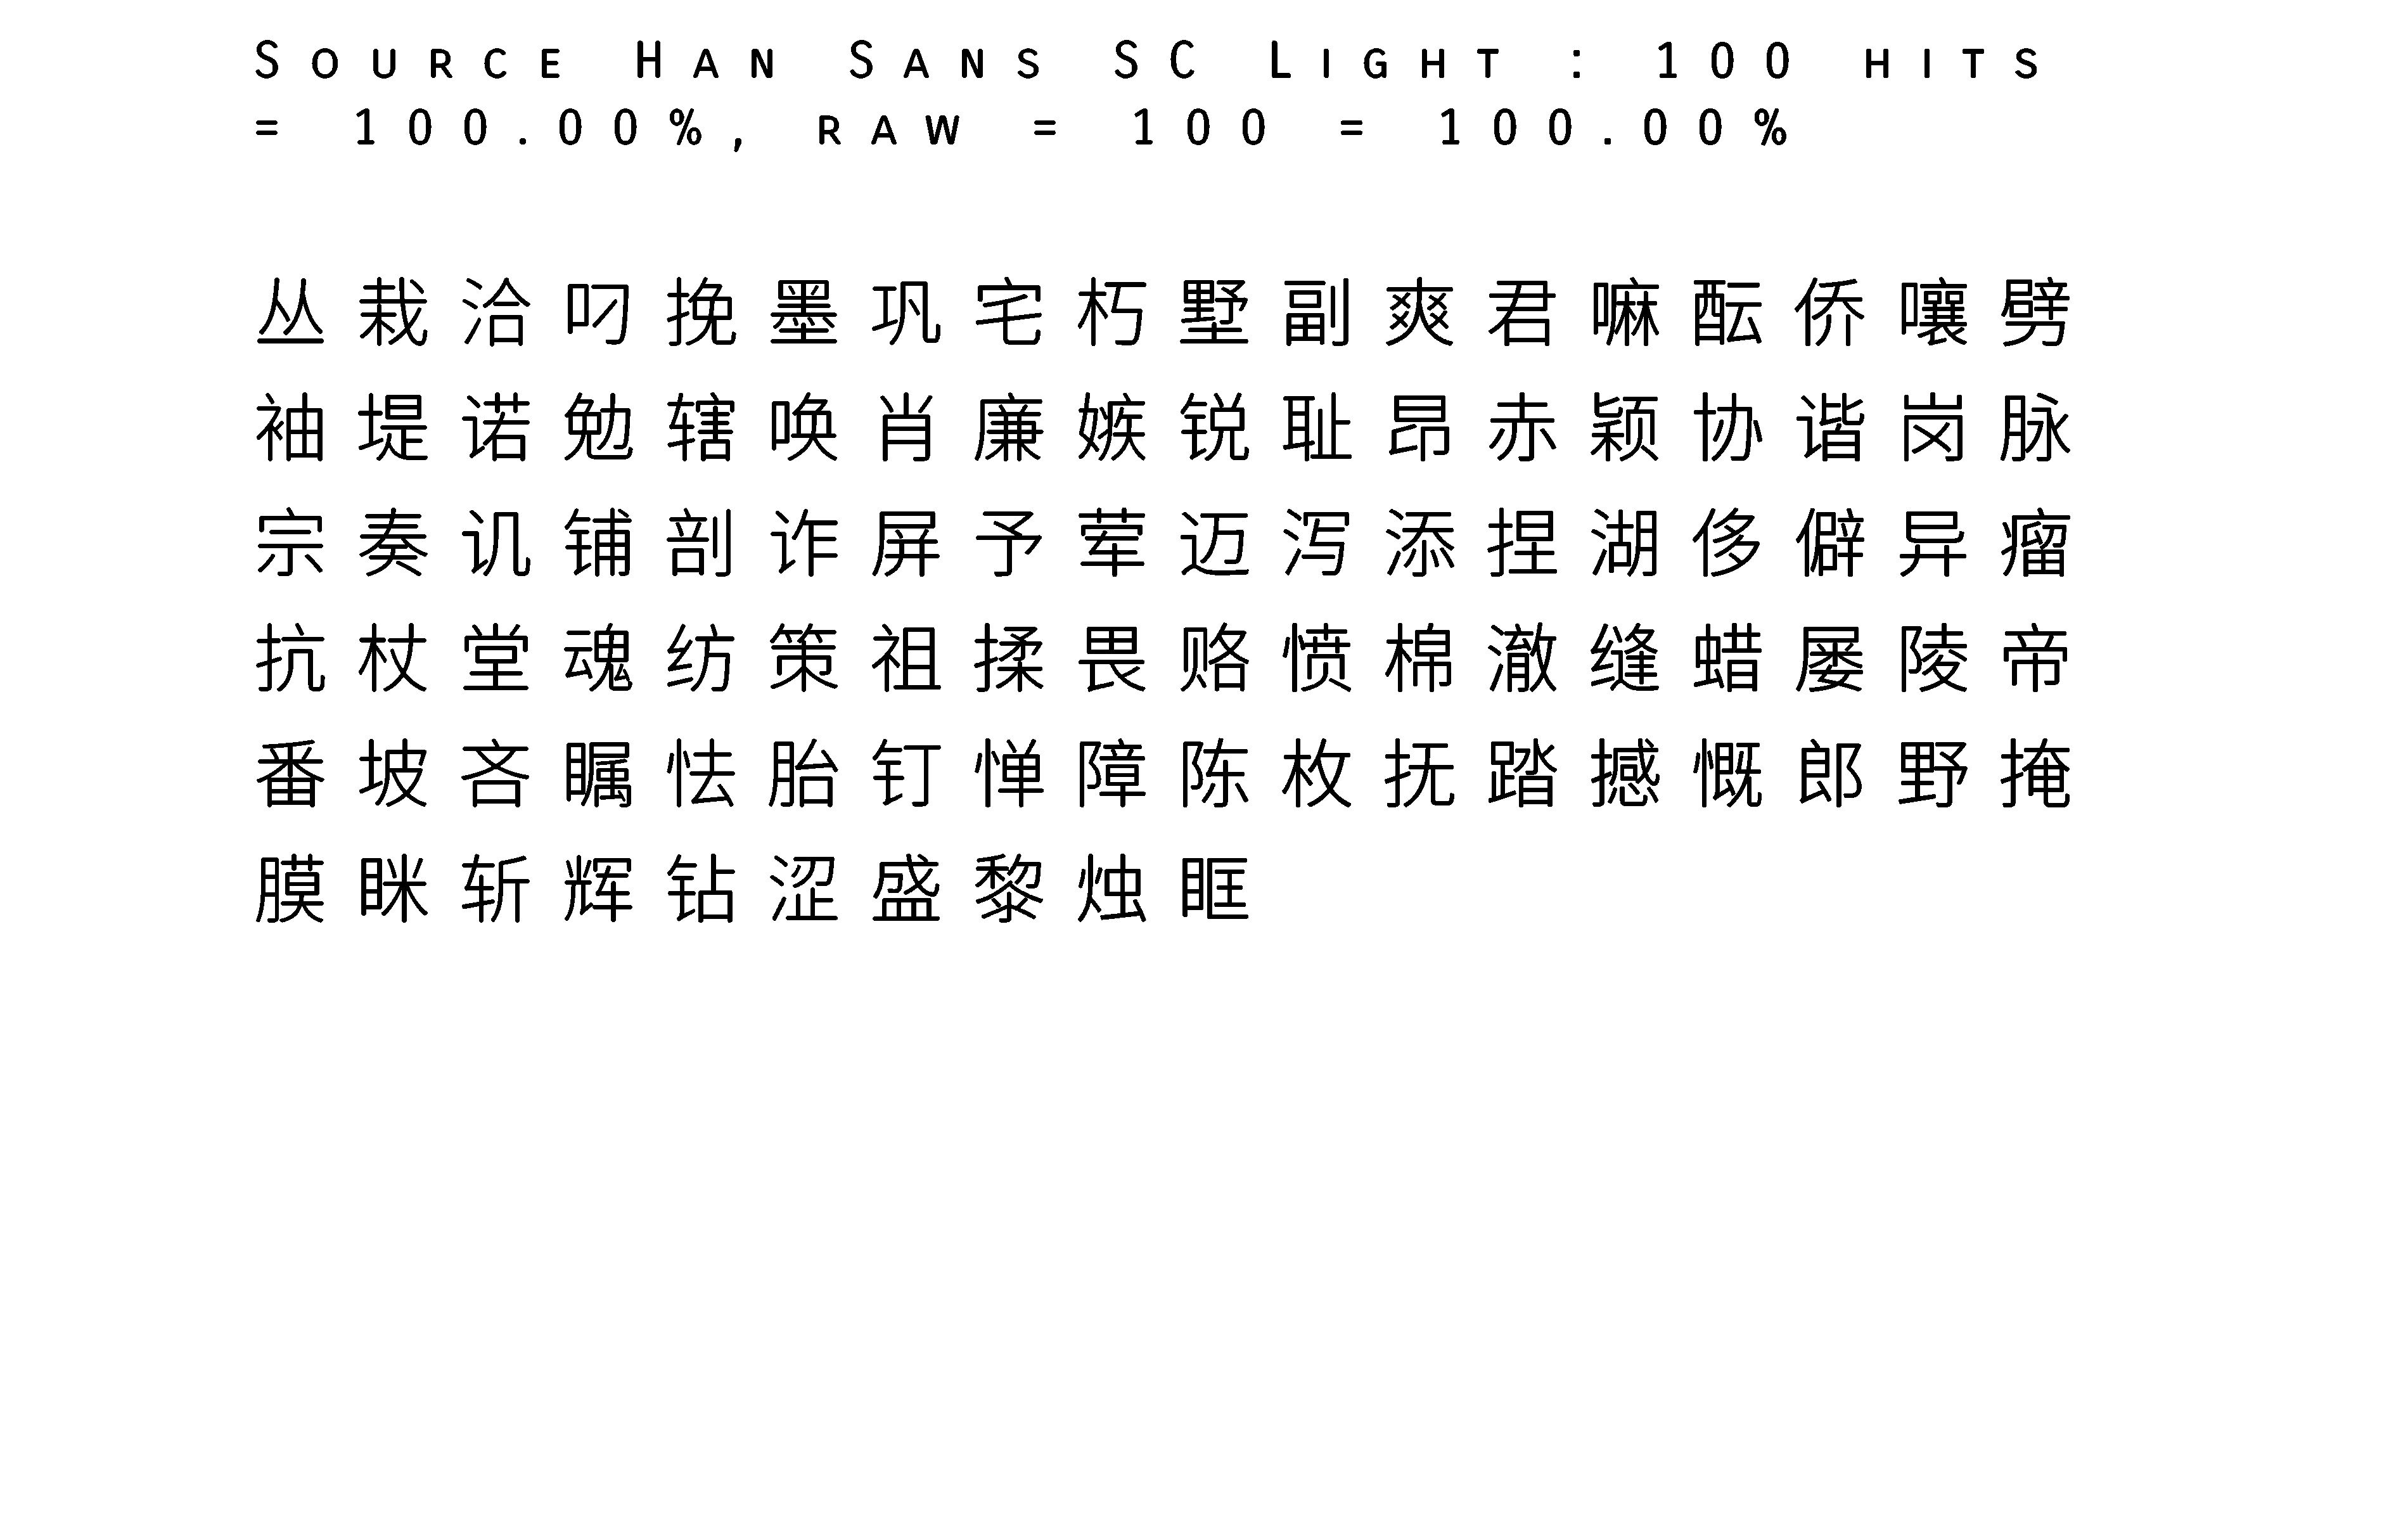 Source Han Sans SC Light : 100 hits
= 100.00%, raw = 100 = 100.00%
丛栽洽叼挽墨巩宅朽墅副爽君嘛酝侨嚷劈
袖堤诺勉辖唤肖廉嫉锐耻昂赤颖协谐岗脉
宗奏讥铺剖诈屏予荤迈泻添捏湖侈僻异瘤
抗杖堂魂纺策祖揉畏赂愤棉澈缝蜡屡陵帝
番坡吝瞩怯胎钉惮障陈枚抚踏撼慨郎野掩
膜眯斩辉钻涩盛黎烛眶